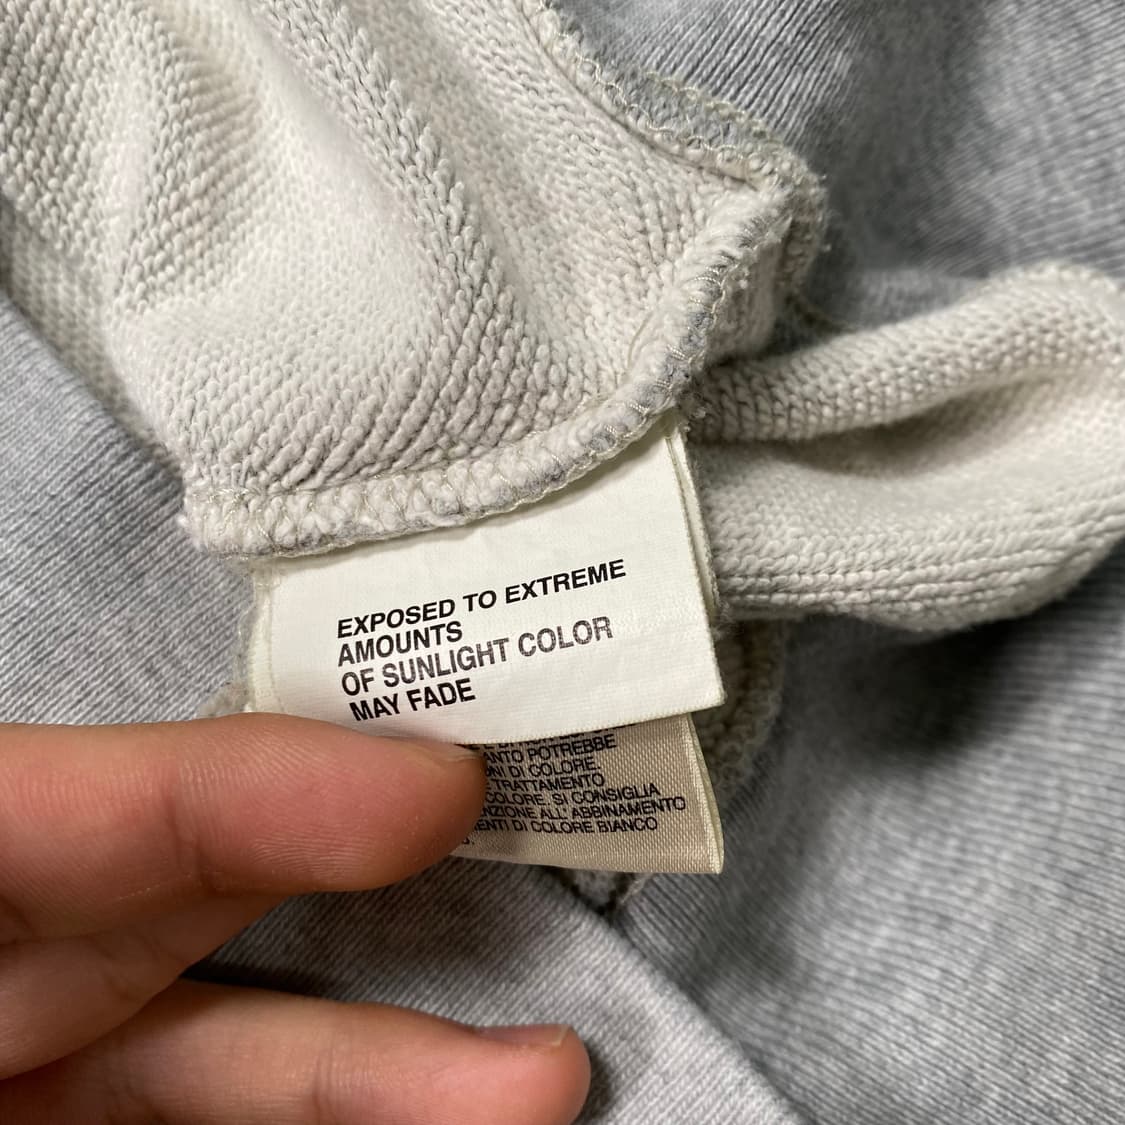 EXPOSED TO EXTREME
AMOUNTS
OF SUNLIGHT COLOR
MAY FADE
POTREBBE
DI COLORE
TRATTAMENTO
COLORE. SI CONSIGLIA
ALL' ABBINAMENTO
DI COLORE BIANCO